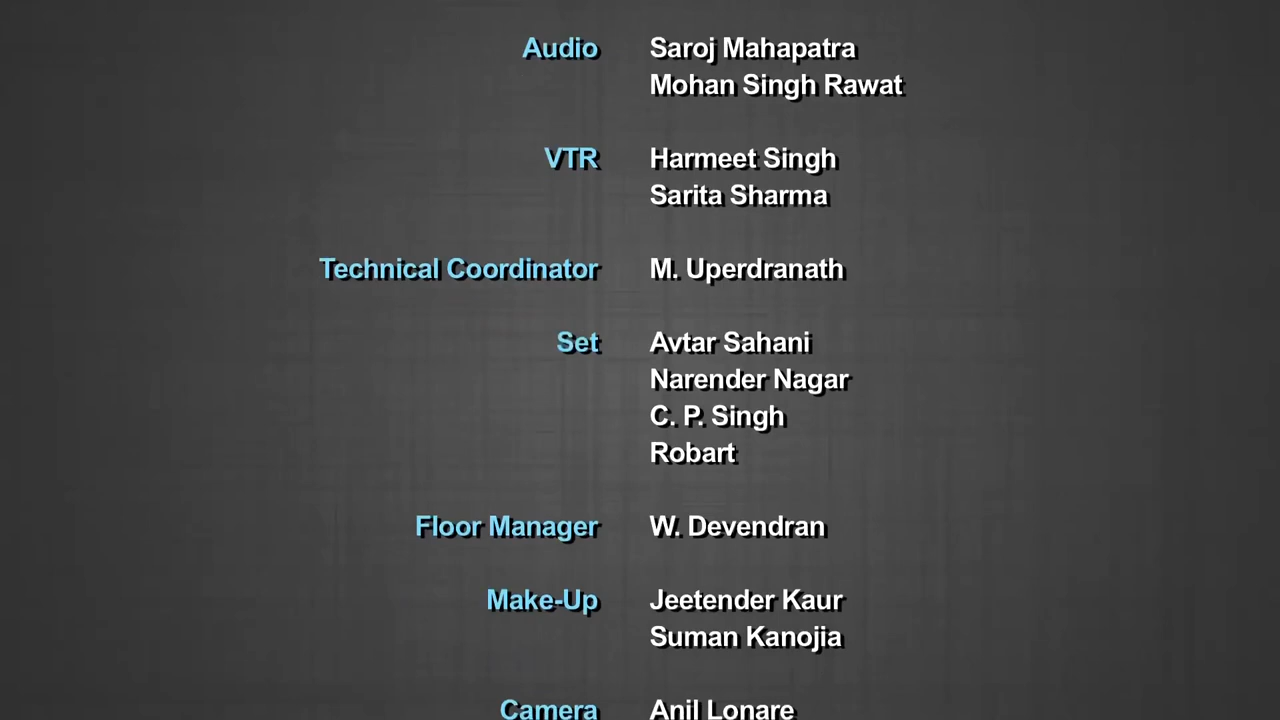 Audio Saroj Mahapatra
Mohan Singh Rawat
VTR Harmeet Singh
Sarita Sharma
Technical Coordinator M. Uperdranath
Set Avtar Sahani
Narender Nagar
C. P. Singh
Robart
Floor Manager W. Devendran
Make-Up Jeetender Kaur
Suman Kanojia
Camera Anil Lonare